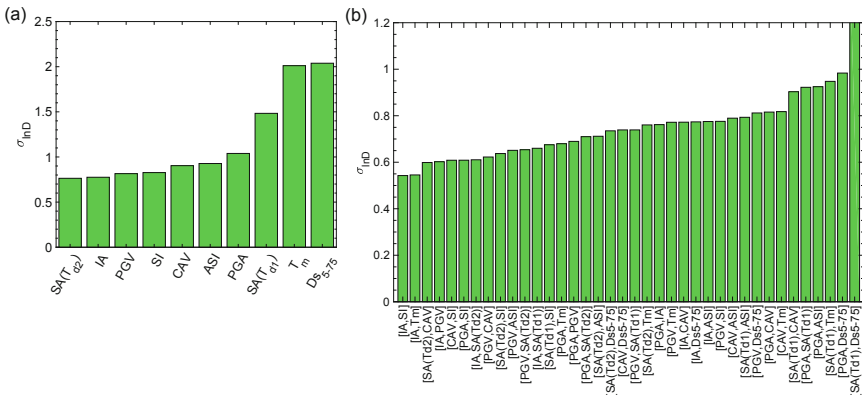 (a)
2.5
2
1.5
1
0.5
0
σlnD
SA(Td2)
IA
PGV
SI
CAV
ASI
PGA
SA(Td1)
Tm
Ds5-75
(b)
1.2
1
0.8
0.6
0.4
0.2
0
σlnD
[IA,SI]
[IA,Tm]
[SA(Td2),CAV]
[IA,PGV]
[CAV,SI]
[PGA,SI]
[IA,SA(Td2)]
[PGV,CAV]
[SA(Td2),SI]
[PGV,ASI]
[PGV,SA(Td2)]
[IA,SA(Td1)]
[SA(Td1),SI]
[PGA,Tm]
[PGA,PGV]
[PGA,SA(Td2)]
[SA(Td2),ASI]
[SA(Td2),Ds5-75]
[CAV,Ds5-75]
[PGV,SA(Td1)]
[SA(Td2),Tm]
[PGA,IA]
[PGV,Tm]
[IA,CAV]
[IA,Ds5-75]
[IA,ASI]
[PGV,SI]
[CAV,ASI]
[SA(Td1),ASI]
[PGV,Ds5-75]
[PGA,CAV]
[CAV,Tm]
[SA(Td1),CAV]
[PGA,SA(Td1)]
[PGA,ASI]
[SA(Td1),Tm]
[PGA,Ds5-75]
[SA(Td1),Ds5-75]